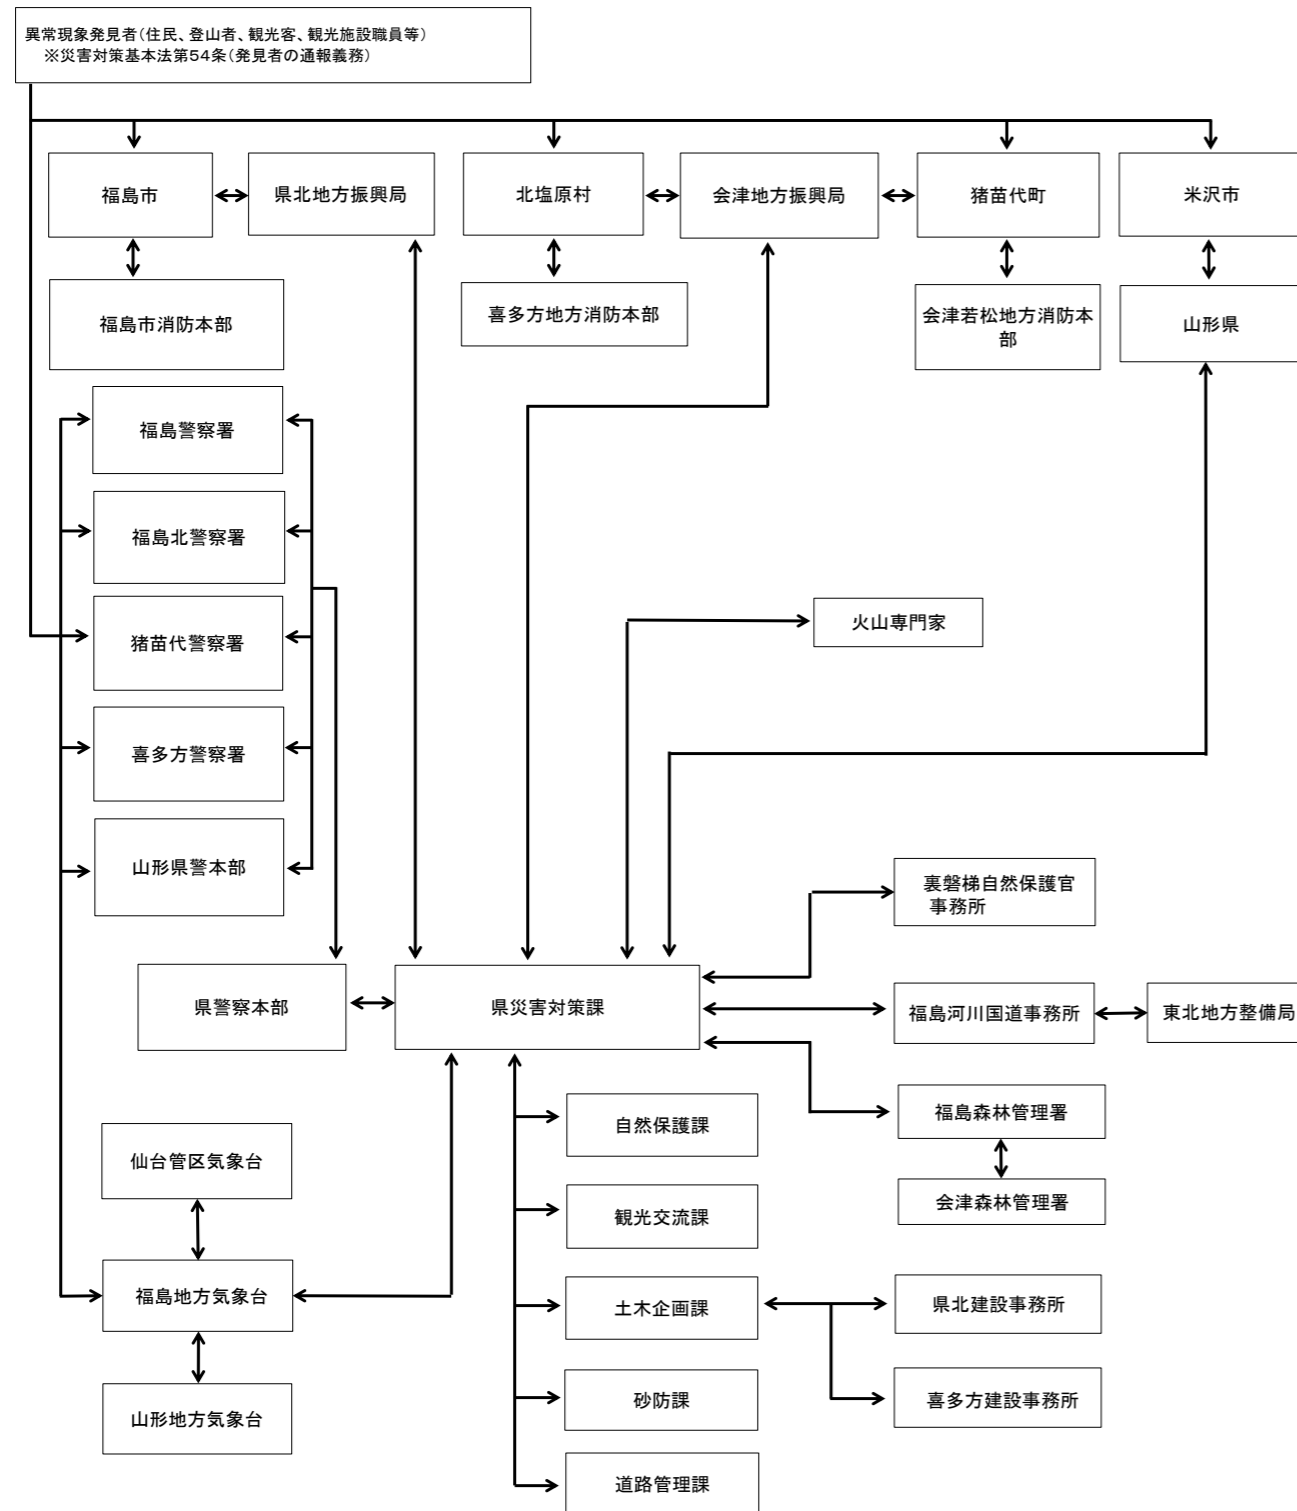 異常現象発見者(住民、登山者、観光客、観光施設職員等)
※災害対策基本法第54条(発見者の通報義務)
福島市
県北地方振興局
北塩原村
会津地方振興局
猪苗代町
米沢市
福島市消防本部
喜多方地方消防本部
会津若松地方消防本
部
山形県
福島警察署
福島北警察署
猪苗代警察署
火山専門家
喜多方警察署
山形県警本部
裏磐梯自然保護官
事務所
県警察本部
県災害対策課
福島河川国道事務所
東北地方整備局
自然保護課
福島森林管理署
仙台管区気象台
観光交流課
会津森林管理署
福島地方気象台
土木企画課
県北建設事務所
山形地方気象台
砂防課
喜多方建設事務所
道路管理課